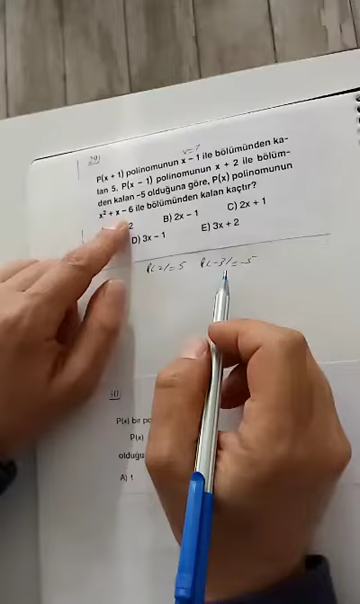 29)
x=1
P(x + 1) polinomunun x – 1 ile bölümünden ka-
lan 5, P(x – 1) polinomunun x + 2 ile bölüm-
den kalan –5 olduğuna göre, P(x) polinomunun
x² + x – 6 ile bölümünden kalan kaçtır?
2 B) 2x – 1 C) 2x + 1
D) 3x – 1 E) 3x + 2
P(2)=5 P(-3)=-5
P(x) bir po
P(x)
olduğu
A) 1